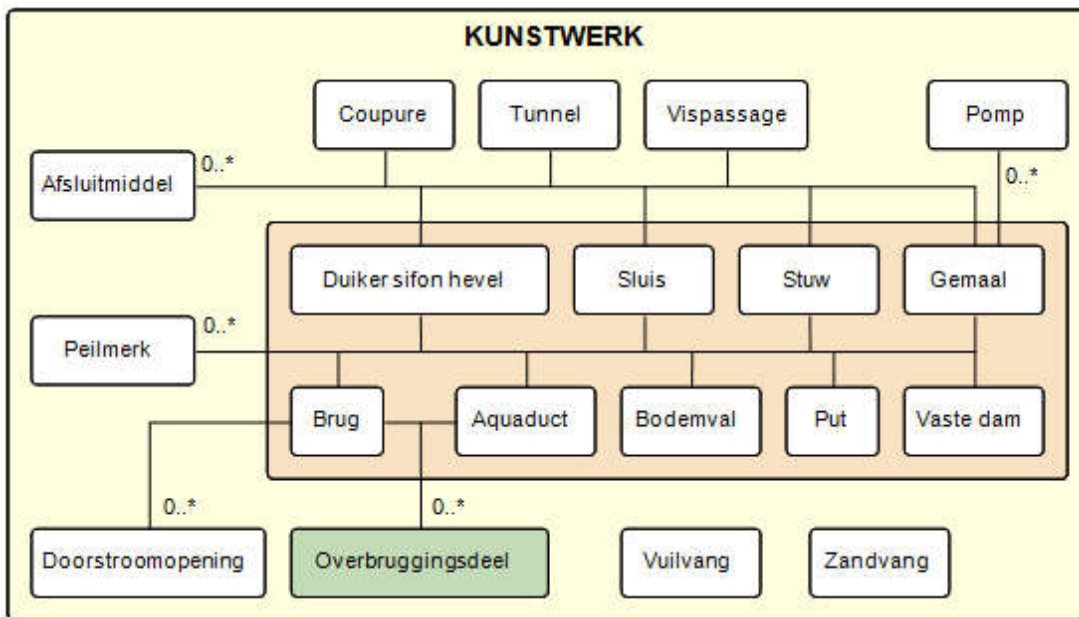 KUNSTWERK
Coupure
Tunnel
Vispassage
Pomp
Afsluitmiddel
0..*
0..*
Duiker sifon hevel
Sluis
Stuw
Gemaal
Peilmerk
0..*
Brug
Aquaduct
Bodemval
Put
Vaste dam
0..*
0..*
Doorstroomopening
Overbruggingsdeel
Vuilvang
Zandvang